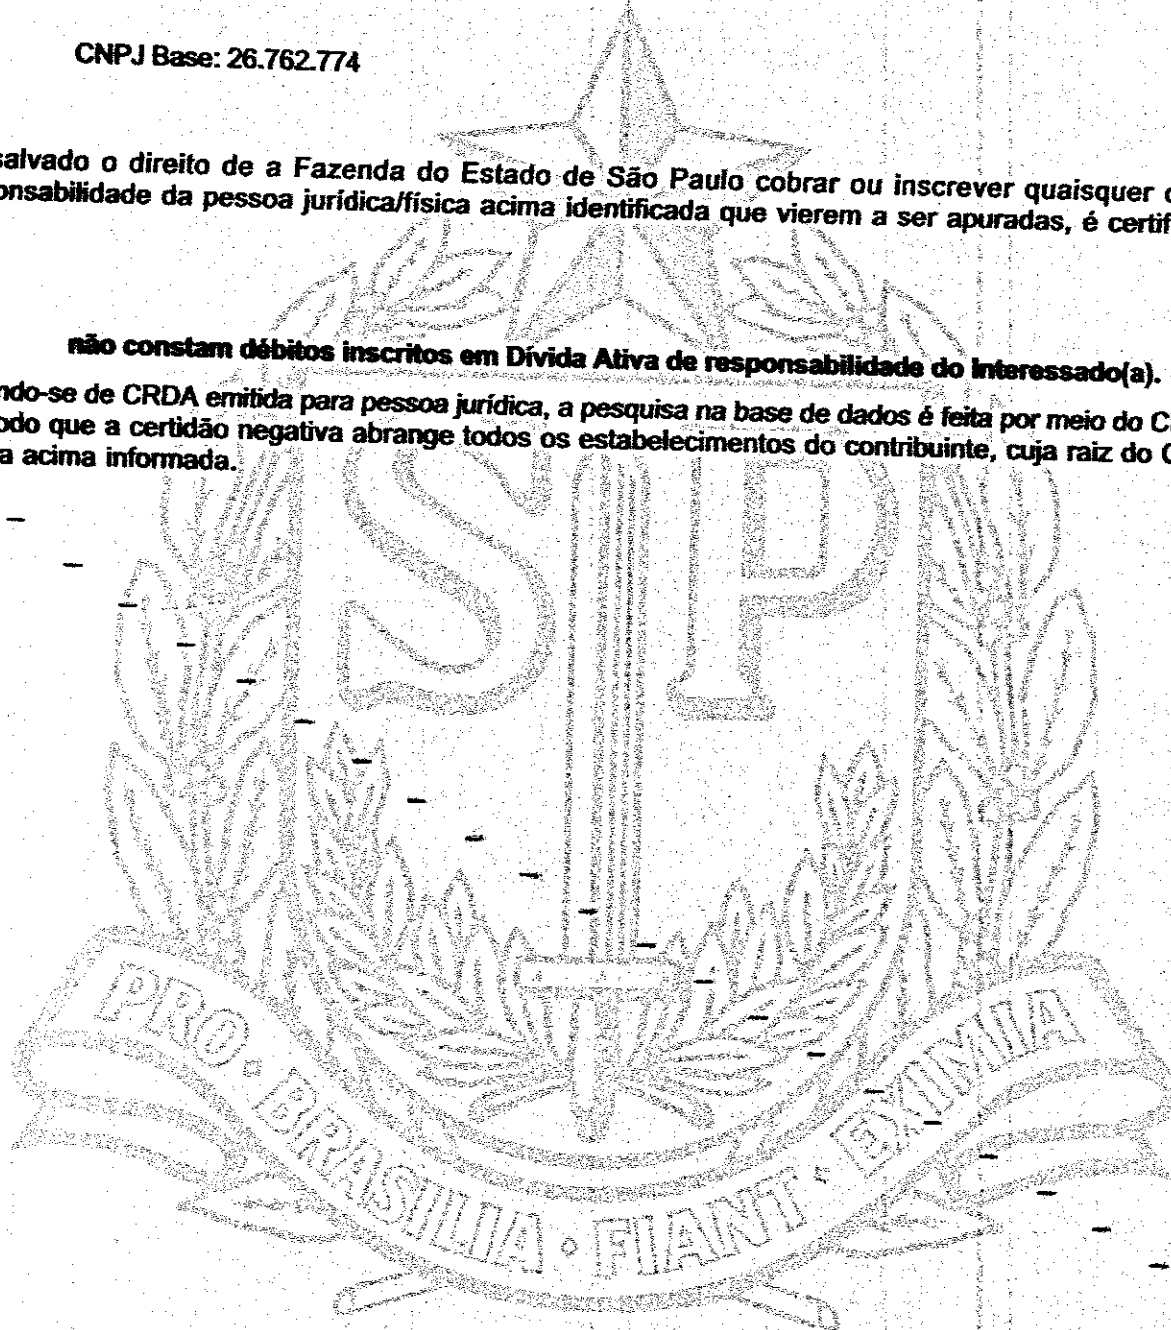 CNPJ Base: 26.762.774
salvado o direito de a Fazenda do Estado de São Paulo cobrar ou inscrever quaisquer
onsabilidade da pessoa jurídica/física acima identificada que vierem a ser apuradas, é certif
não constam débitos inscritos em Dívida Ativa de responsabilidade do Interessado(a).
ndo-se de CRDA emitida para pessoa jurídica, a pesquisa na base de dados é feita por meio do C
odo que a certidão negativa abrange todos os estabelecimentos do contribuinte, cuja raiz do C
a acima informada.
SP
PRO · BRASILIA · FIANT · EXIMIA